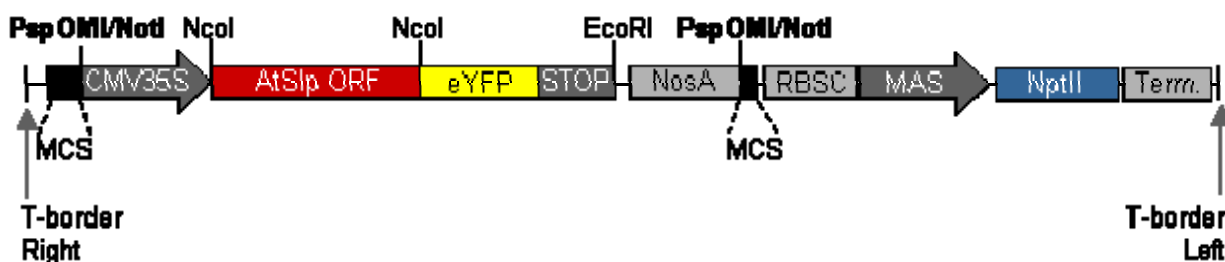 PspOMI/NotI NcoI NcoI EcoRI PspOMI/NotI
CMV35S AtSlp ORF eYFP STOP NosA RBSC MAS NptII Term.
MCS MCS
T-border T-border
Right Left